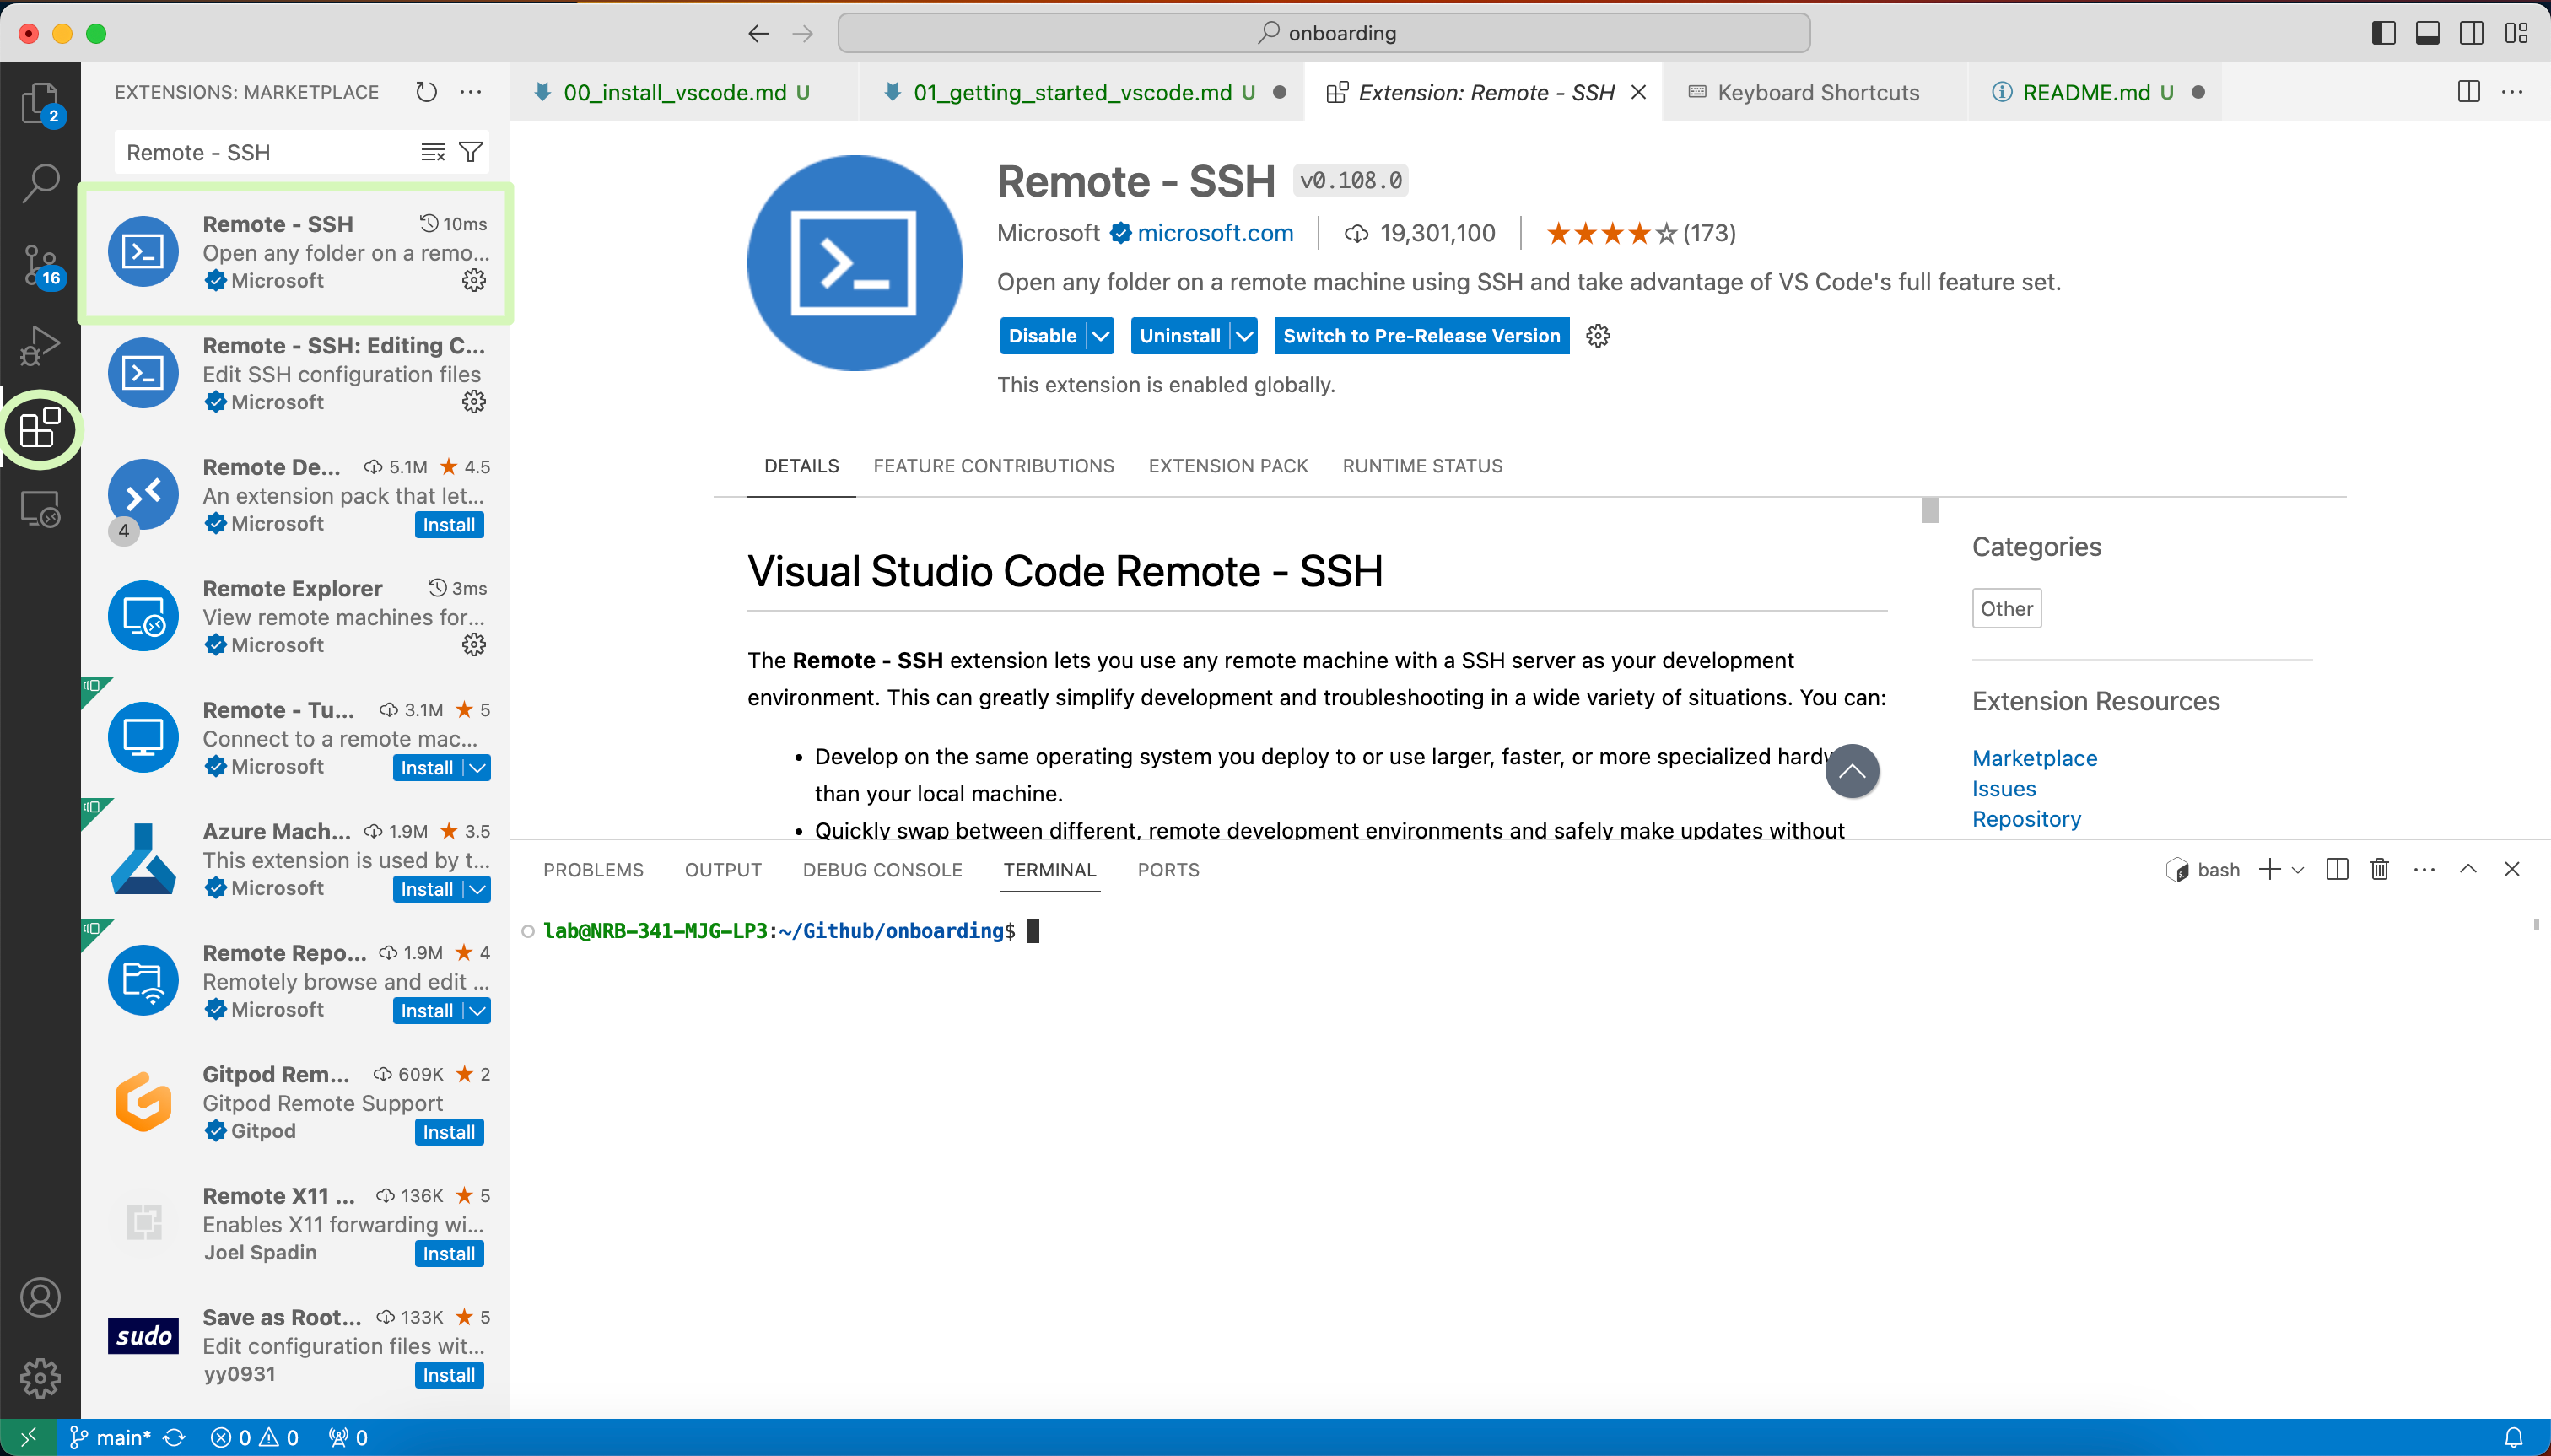 onboarding
EXTENSIONS: MARKETPLACE
Remote - SSH
Remote - SSH 10ms
Open any folder on a remo...
Microsoft
Remote - SSH: Editing C...
Edit SSH configuration files
Microsoft
Remote De... 5.1M 4.5
An extension pack that let...
4 Microsoft Install
Remote Explorer 3ms
View remote machines for...
Microsoft
Remote - Tu... 3.1M 5
Connect to a remote mac...
Microsoft Install
Azure Mach... 1.9M 3.5
This extension is used by t...
Microsoft Install
Remote Repo... 1.9M 4
Remotely browse and edit ...
Microsoft Install
Gitpod Rem... 609K 2
Gitpod Remote Support
Gitpod Install
Remote X11 ... 136K 5
Enables X11 forwarding wi...
Joel Spadin Install
sudo
Save as Root... 133K 5
Edit configuration files wit...
yy0931 Install
2
16
00_install_vscode.md U
01_getting_started_vscode.md U
Extension: Remote - SSH
Keyboard Shortcuts
README.md U
Remote - SSH v0.108.0
Microsoft microsoft.com 19,301,100 (173)
Open any folder on a remote machine using SSH and take advantage of VS Code's full feature set.
Disable Uninstall Switch to Pre-Release Version
This extension is enabled globally.
DETAILS FEATURE CONTRIBUTIONS EXTENSION PACK RUNTIME STATUS
Visual Studio Code Remote - SSH
The Remote - SSH extension lets you use any remote machine with a SSH server as your development
environment. This can greatly simplify development and troubleshooting in a wide variety of situations. You can:
• Develop on the same operating system you deploy to or use larger, faster, or more specialized hardw
than your local machine.
• Quickly swap between different, remote development environments and safely make updates without
Categories
Other
Extension Resources
Marketplace
Issues
Repository
PROBLEMS OUTPUT DEBUG CONSOLE TERMINAL PORTS
bash
lab@NRB-341-MJG-LP3:~/Github/onboarding$
main* 0 0 0